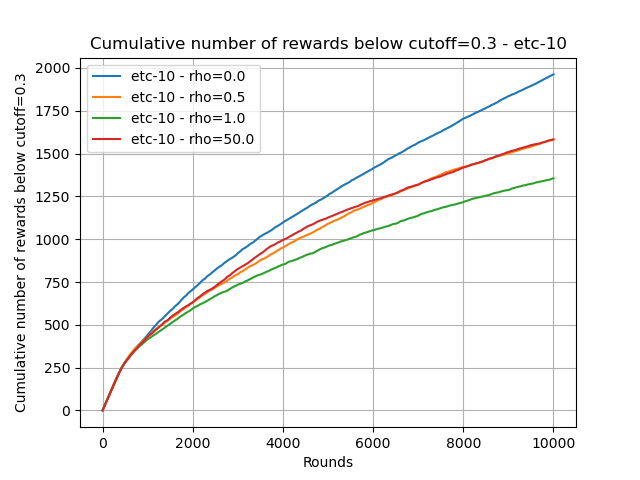 Cumulative number of rewards below cutoff=0.3 - etc-10
Cumulative number of rewards below cutoff=0.3
2000
1750
1500
1250
1000
750
500
250
0
etc-10 - rho=0.0
etc-10 - rho=0.5
etc-10 - rho=1.0
etc-10 - rho=50.0
0 2000 4000 6000 8000 10000
Rounds